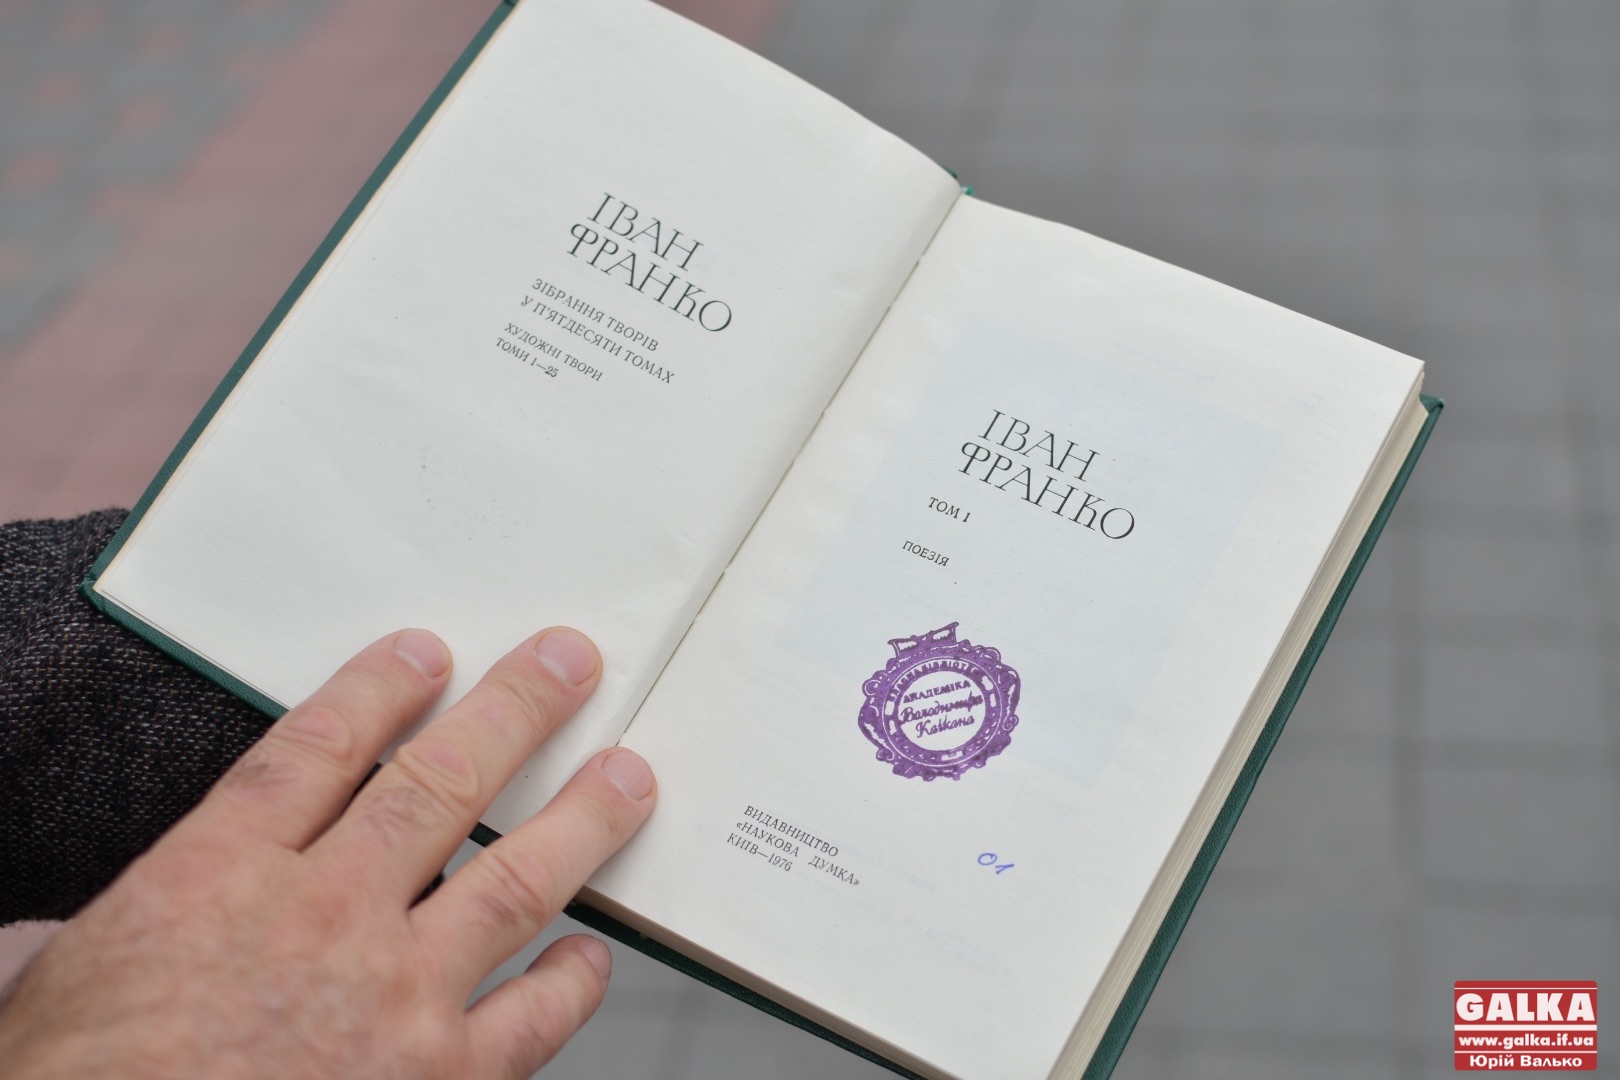 ІВАН
ФРАНКО
ЗІБРАННЯ ТВОРІВ
У П'ЯТДЕСЯТИ ТОМАХ
ХУДОЖНІ ТВОРИ
ТОМИ 1—25
ІВАН
ФРАНКО
ТОМ 1
ПОЕЗІЯ
АКАДЕМІКА
Володимира
Качкана
ВИДАВНИЦТВО
«НАУКОВА ДУМКА»
КИЇВ—1976
01
GALKA
www.galka.if.ua
Юрій Валько